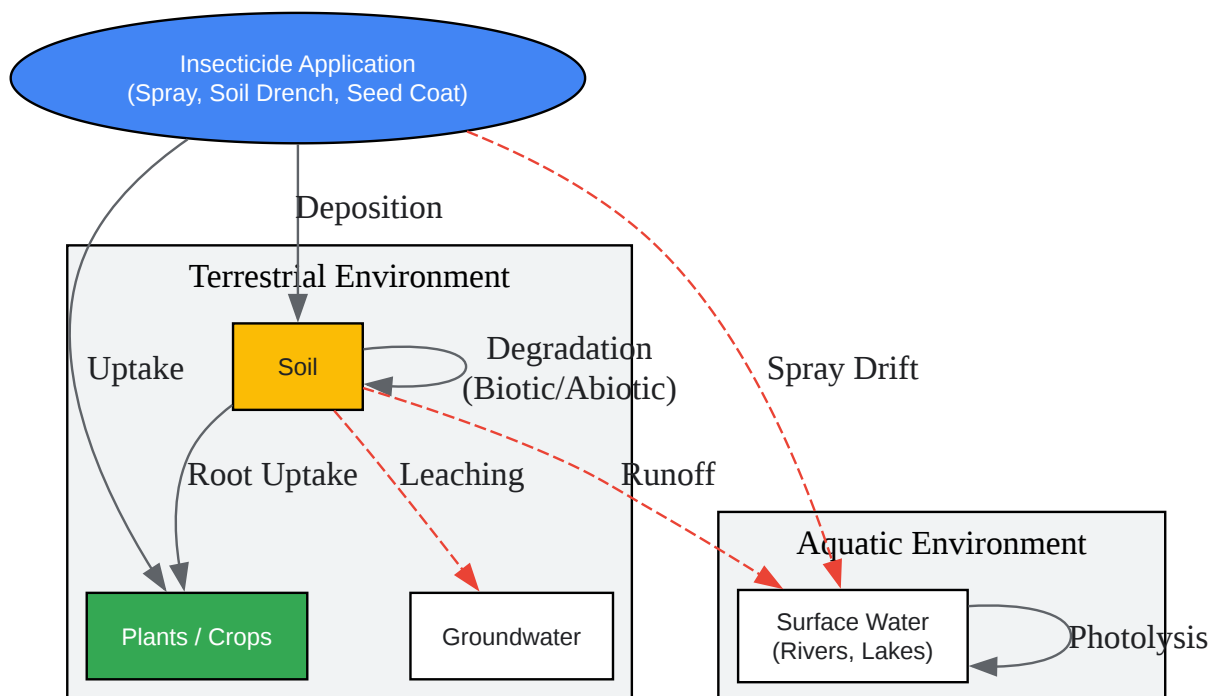 Insecticide Application
(Spray, Soil Drench, Seed Coat)
Deposition
Terrestrial Environment
Soil
Degradation
(Biotic/Abiotic)
Uptake
Spray Drift
Root Uptake
Leaching
Runoff
Aquatic Environment
Plants / Crops
Groundwater
Surface Water
(Rivers, Lakes)
Photolysis